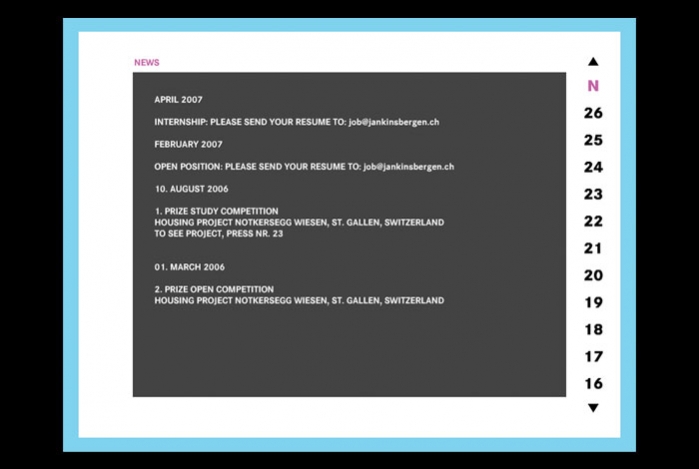 NEWS
APRIL 2007
INTERNSHIP: PLEASE SEND YOUR RESUME TO: job@jankinsbergen.ch
FEBRUARY 2007
OPEN POSITION: PLEASE SEND YOUR RESUME TO: job@jankinsbergen.ch
10. AUGUST 2006
1. PRIZE STUDY COMPETITION
HOUSING PROJECT NOTKERSEGG WIESEN, ST. GALLEN, SWITZERLAND
TO SEE PROJECT, PRESS NR. 23
01. MARCH 2006
2. PRIZE OPEN COMPETITION
HOUSING PROJECT NOTKERSEGG WIESEN, ST. GALLEN, SWITZERLAND
N
26
25
24
23
22
21
20
19
18
17
16